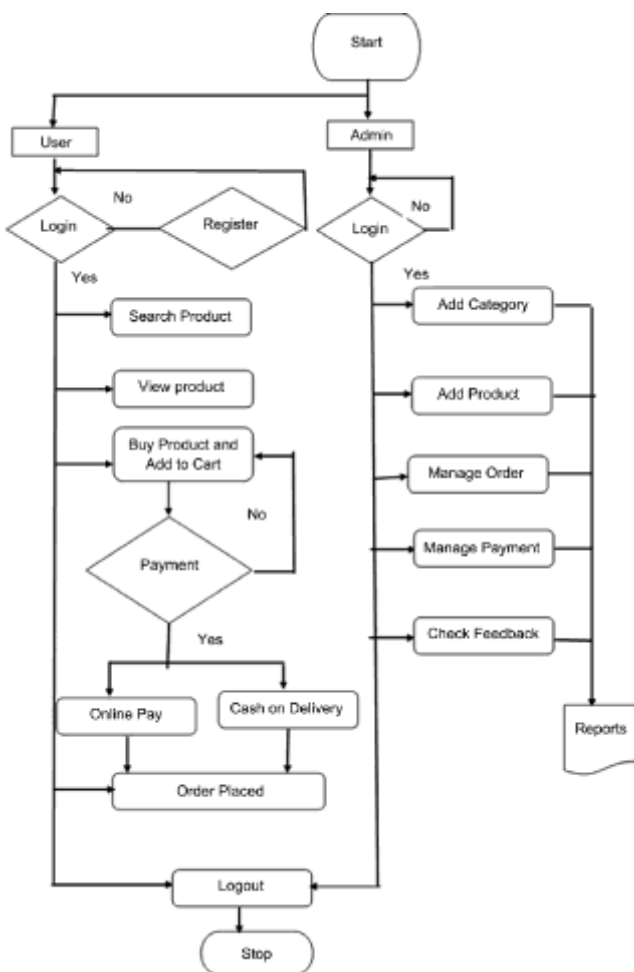 Start
User
Admin
No
Login
Register
No
Login
Yes
Yes
Search Product
Add Category
View product
Add Product
Buy Product and
Add to Cart
Manage Order
No
Payment
Manage Payment
Yes
Check Feedback
Online Pay
Cash on Delivery
Reports
Order Placed
Logout
Stop